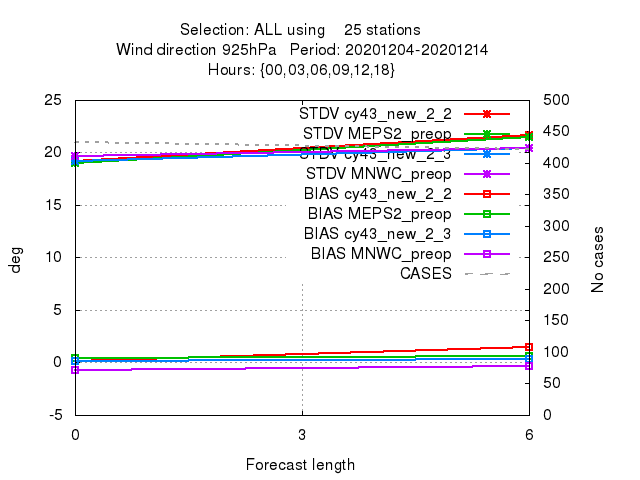 Selection: ALL using 25 stations
Wind direction 925hPa Period: 20201204-20201214
Hours: {00,03,06,09,12,18}
25
20
15
10
5
0
-5
deg
500
450
400
350
300
250
200
150
100
50
0
No cases
STDV cy43_new_2_2
STDV MEPS2_preop
STDV cy43_new_2_3
STDV MNWC_preop
BIAS cy43_new_2_2
BIAS MEPS2_preop
BIAS cy43_new_2_3
BIAS MNWC_preop
CASES
0 3 6
Forecast length